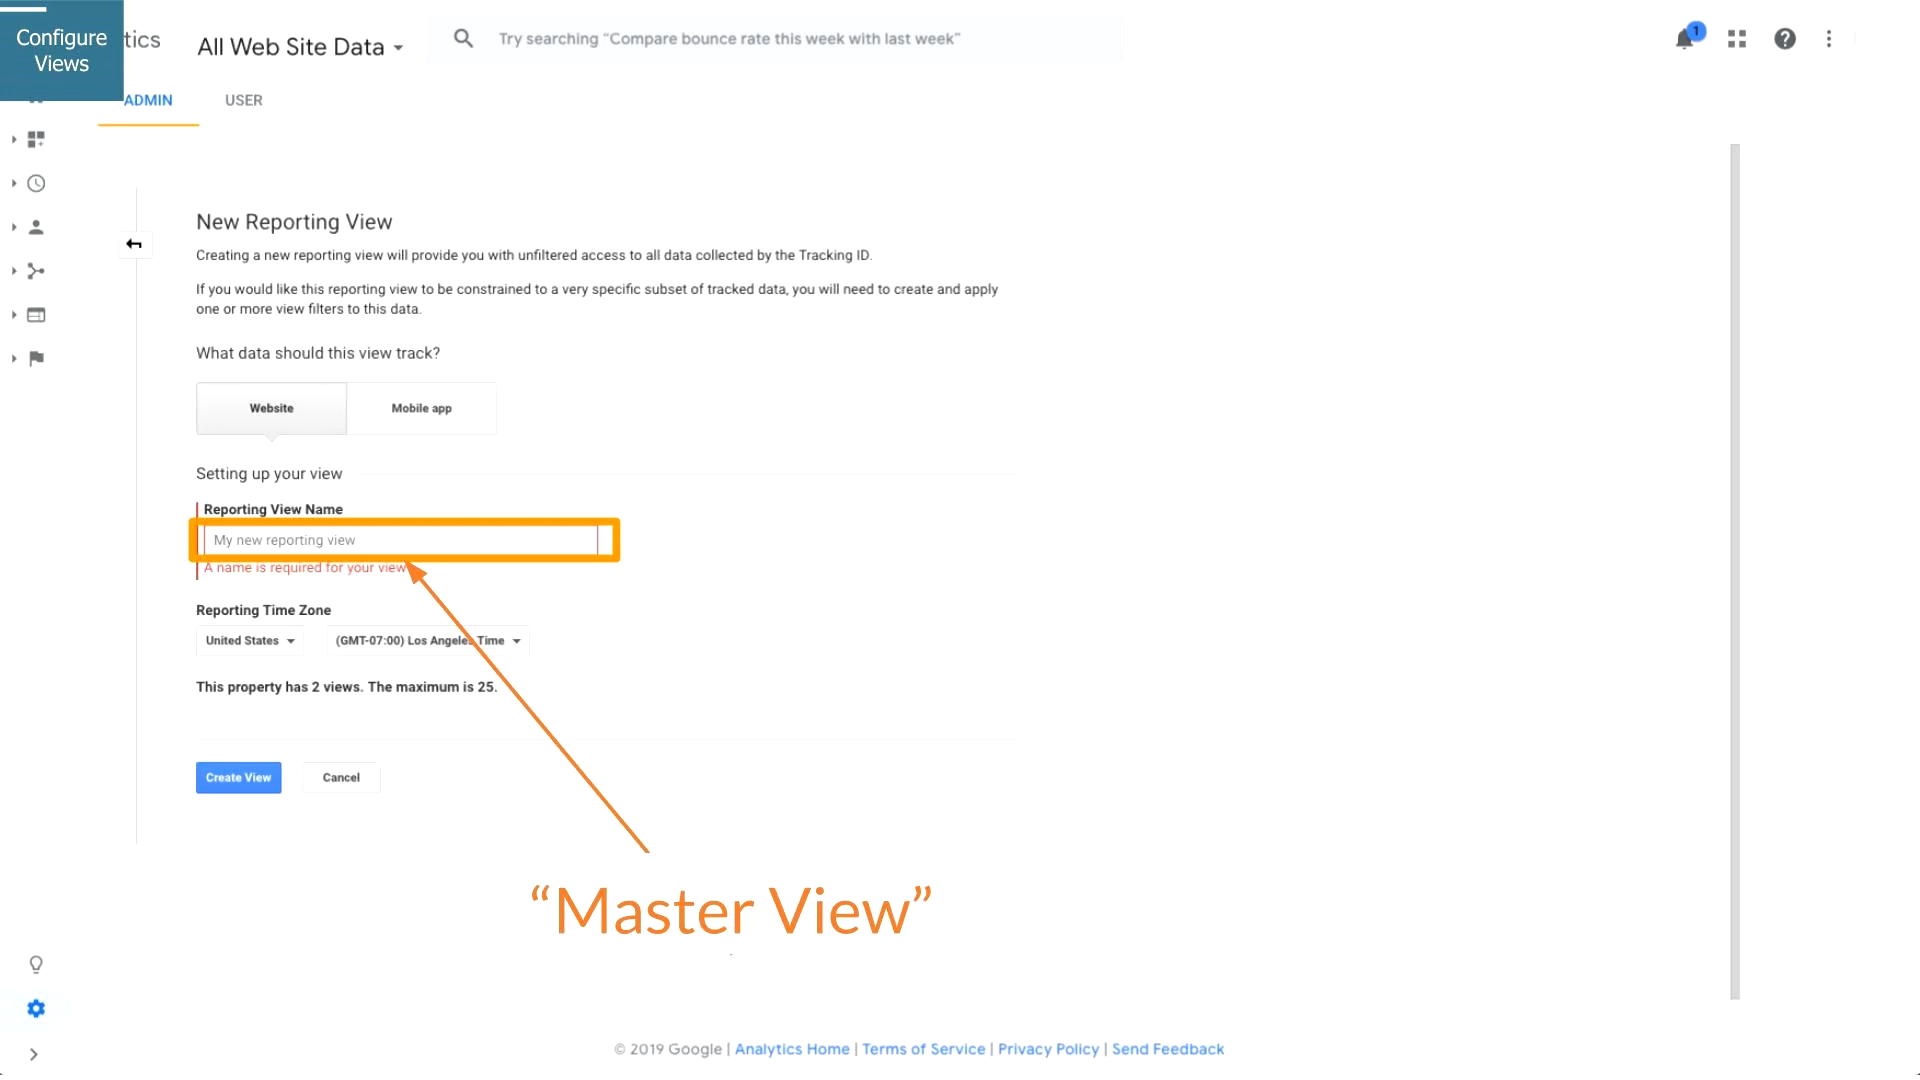 Configure
Views
tics
All Web Site Data
Try searching “Compare bounce rate this week with last week”
1
ADMIN
USER
New Reporting View
Creating a new reporting view will provide you with unfiltered access to all data collected by the Tracking ID.
If you would like this reporting view to be constrained to a very specific subset of tracked data, you will need to create and apply
one or more view filters to this data.
What data should this view track?
Website
Mobile app
Setting up your view
Reporting View Name
My new reporting view
A name is required for your view
Reporting Time Zone
United States
(GMT-07:00) Los Angeles Time
This property has 2 views. The maximum is 25.
Create View
Cancel
“Master View”
© 2019 Google | Analytics Home | Terms of Service | Privacy Policy | Send Feedback